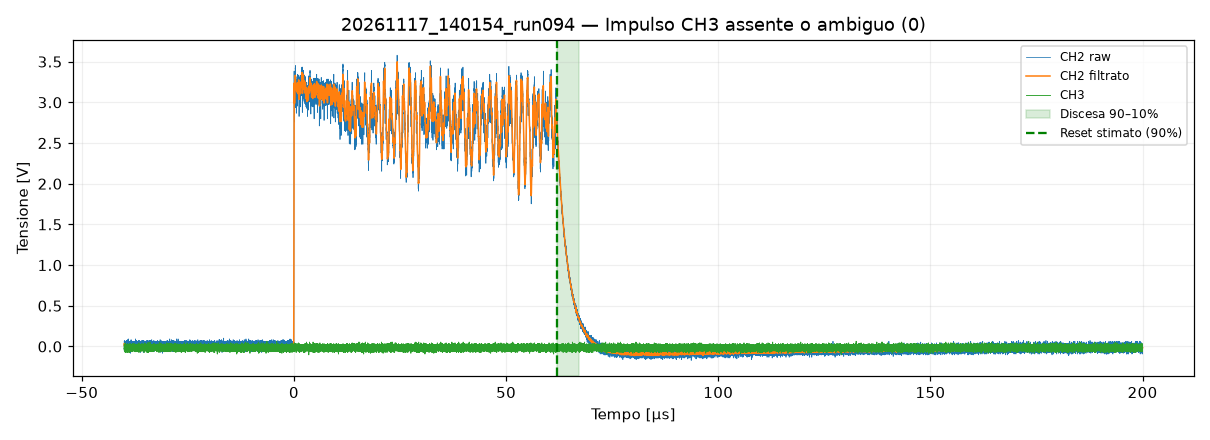 20261117_140154_run094 — Impulso CH3 assente o ambiguo (0)
CH2 raw
CH2 filtrato
CH3
Discesa 90–10%
Reset stimato (90%)
Tensione [V]
3.5
3.0
2.5
2.0
1.5
1.0
0.5
0.0
−50
0
50
100
150
200
Tempo [µs]